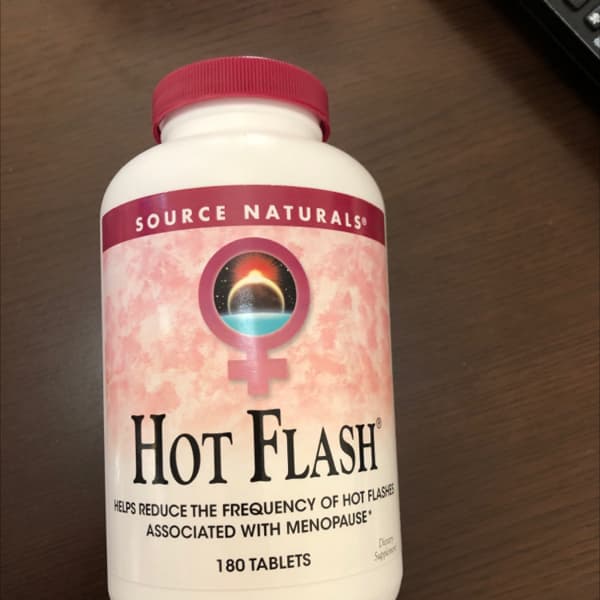 SOURCE NATURALS®
HOT FLASH®
HELPS REDUCE THE FREQUENCY OF HOT FLASHES
ASSOCIATED WITH MENOPAUSE*
180 TABLETS
Dietary
Supplement